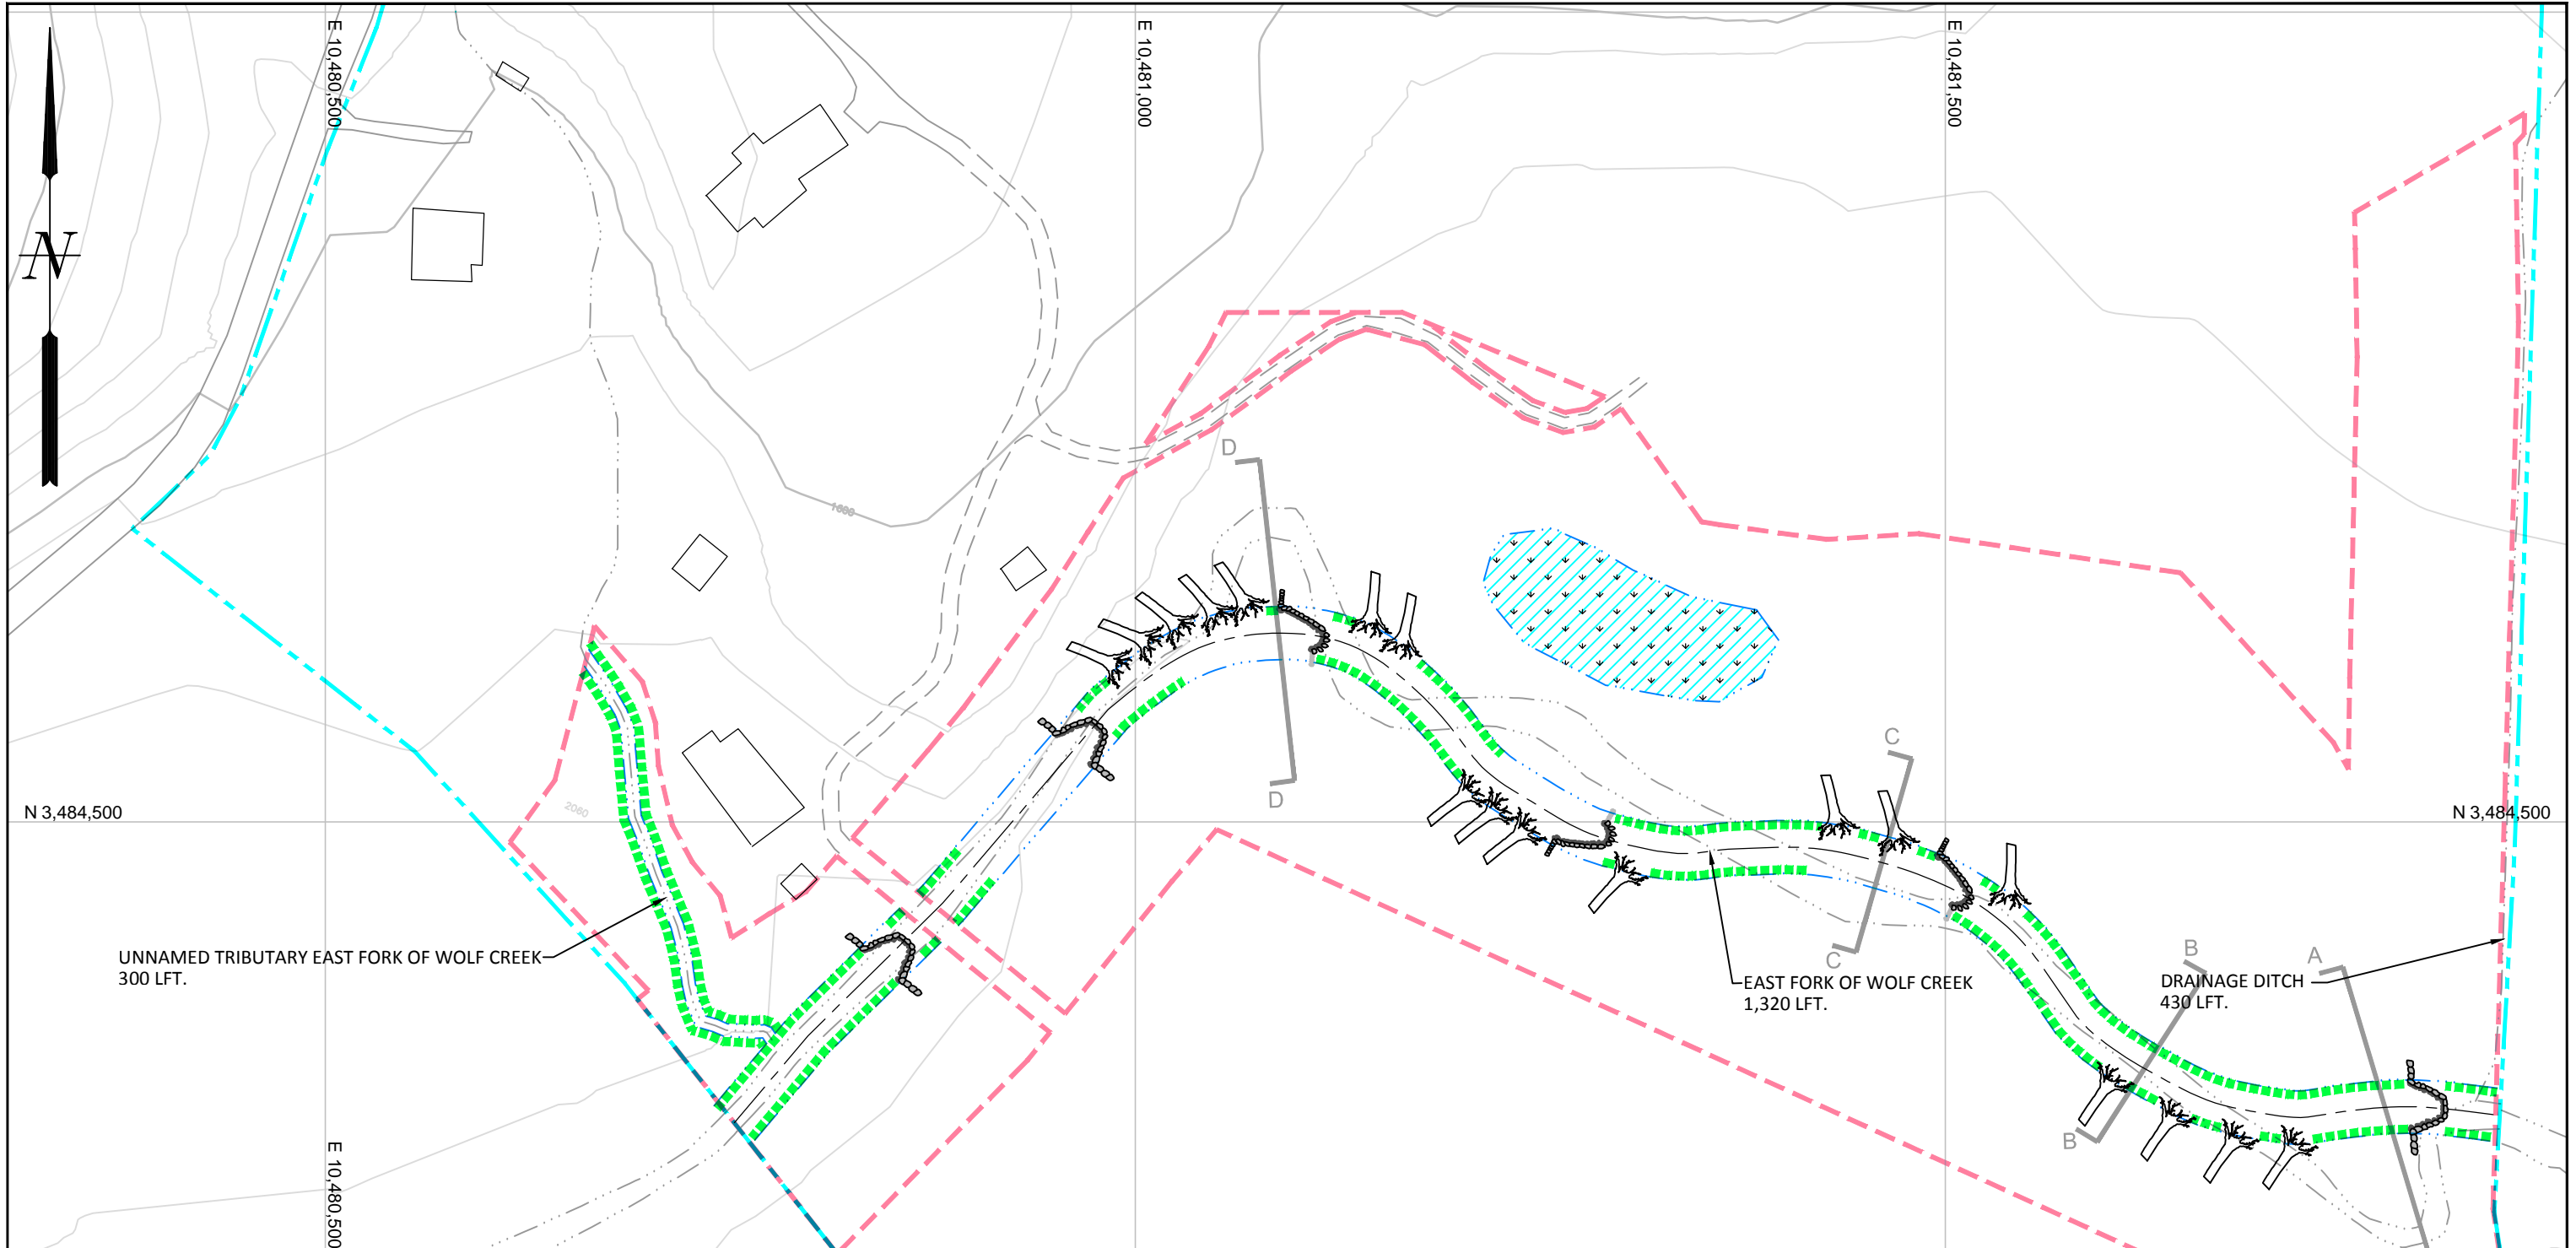 E 10,480,500
E 10,481,000
E 10,481,500
N
D
1600
D
C
N 3,484,500
2060
N 3,484,500
C
B
A
UNNAMED TRIBUTARY EAST FORK OF WOLF CREEK
300 LFT.
EAST FORK OF WOLF CREEK
1,320 LFT.
DRAINAGE DITCH
430 LFT.
B
E 10,480,500